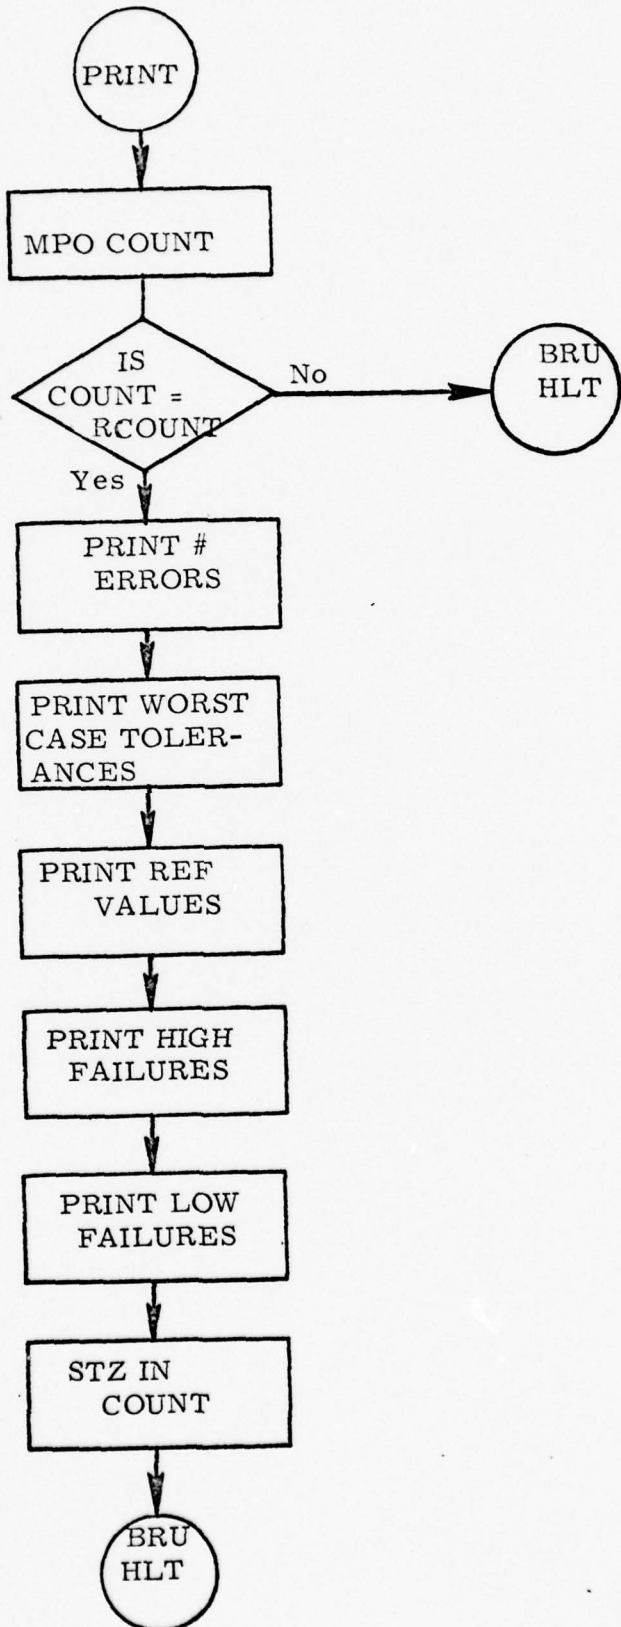 PRINT
MPO COUNT
IS
COUNT =
RCOUNT
No
BRU
HLT
Yes
PRINT #
ERRORS
PRINT WORST
CASE TOLER-
ANCES
PRINT REF
VALUES
PRINT HIGH
FAILURES
PRINT LOW
FAILURES
STZ IN
COUNT
BRU
HLT